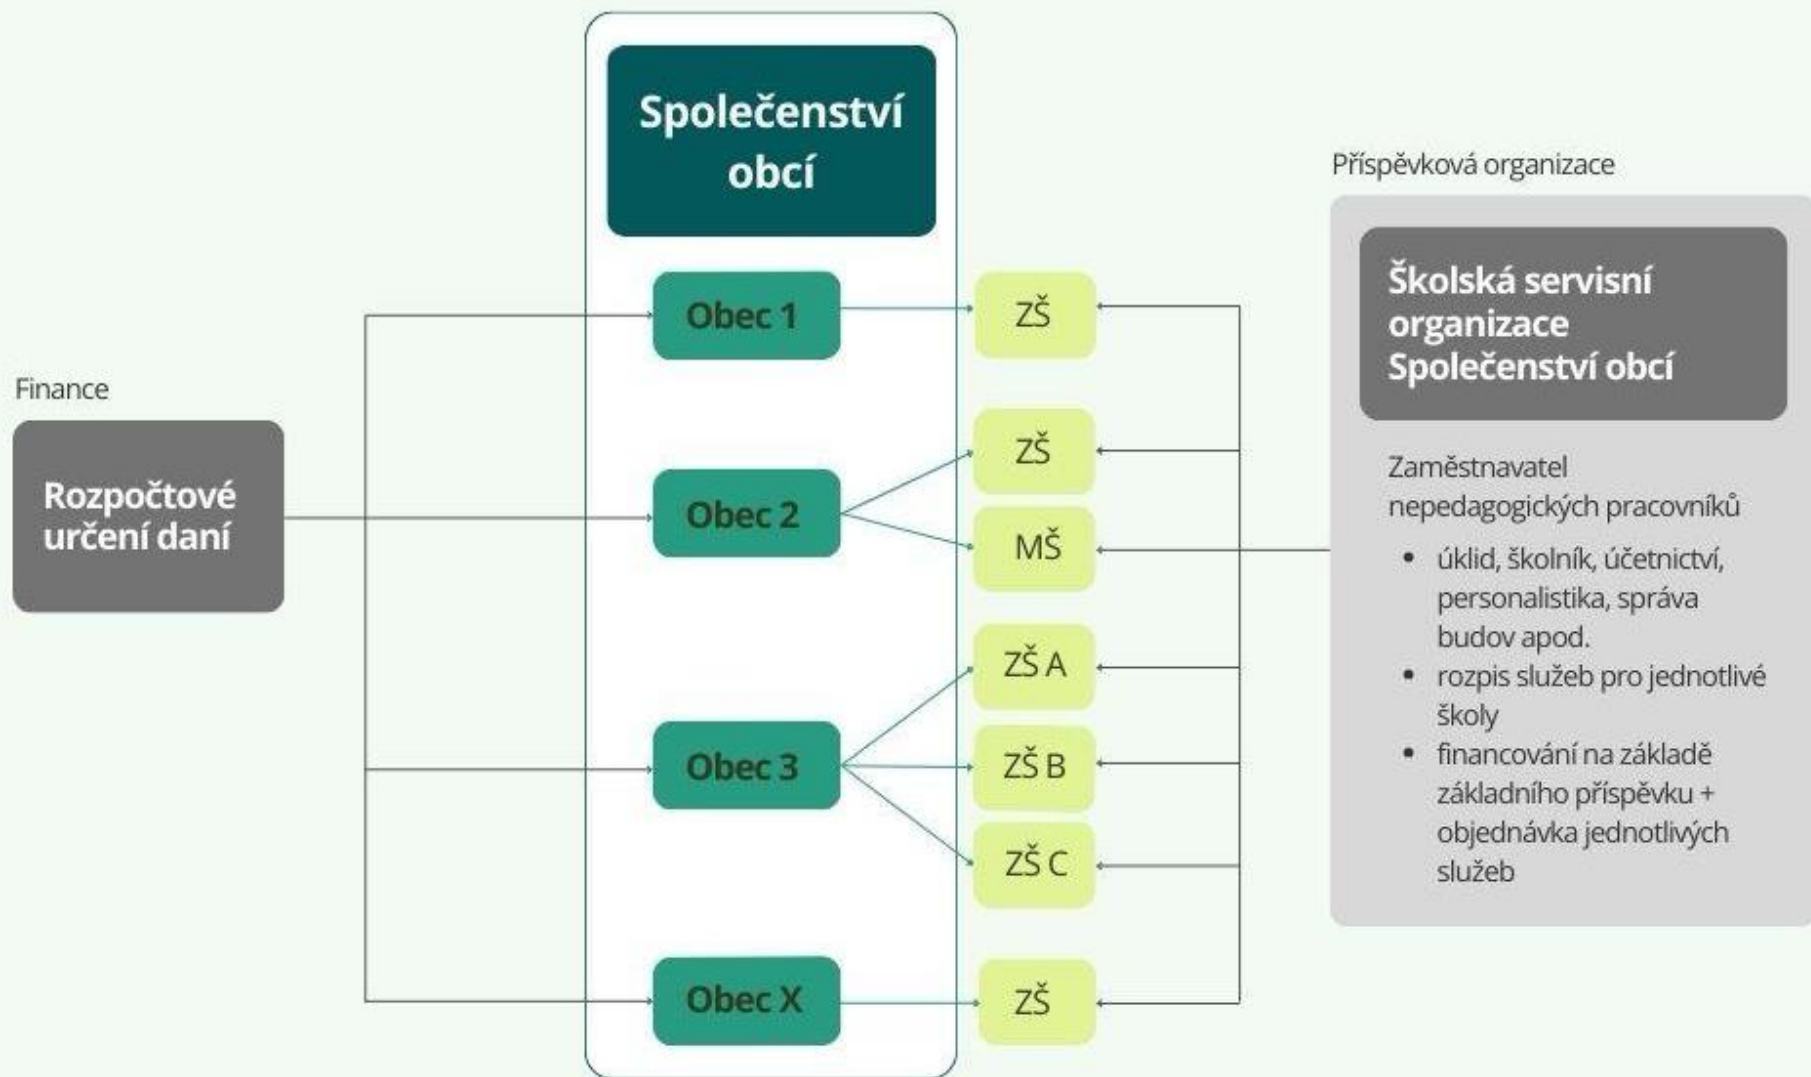 Finance
Rozpočtové
určení daní
Společenství
obcí
Obec 1
Obec 2
Obec 3
Obec X
ZŠ
ZŠ
MŠ
ZŠ A
ZŠ B
ZŠ C
ZŠ
Příspěvková organizace
Školská servisní
organizace
Společenství obcí
Zaměstnavatel
nepedagogických pracovníků
• úklid, školník, účetnictví,
personalistika, správa
budov apod.
• rozpis služeb pro jednotlivé
školy
• financování na základě
základního příspěvku +
objednávka jednotlivých
služeb